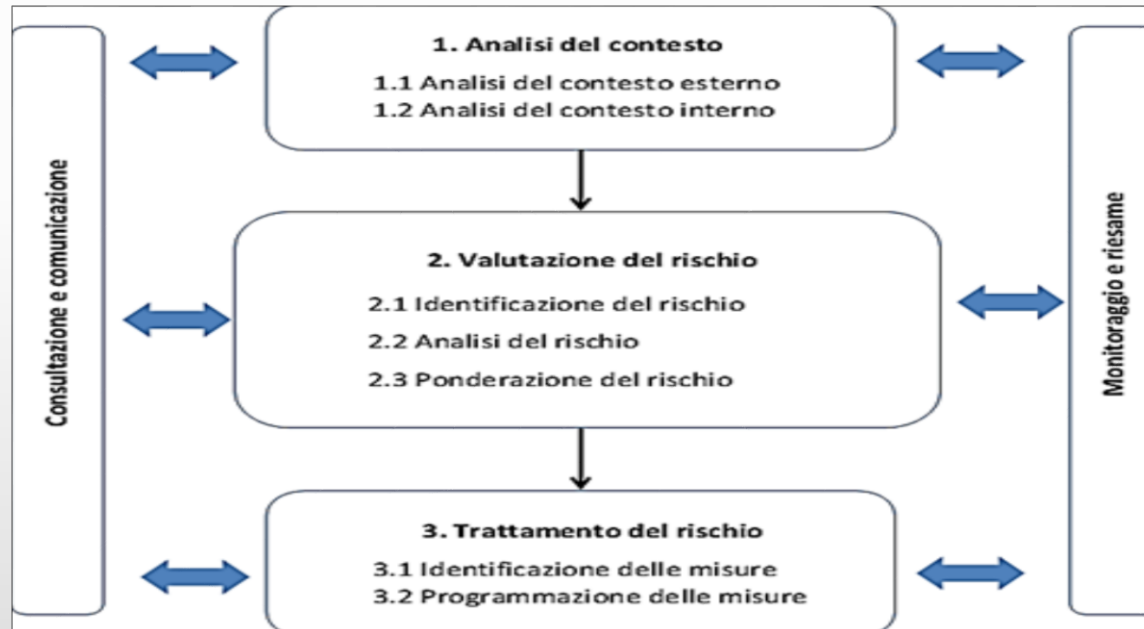 Consultazione e comunicazione
1. Analisi del contesto
1.1 Analisi del contesto esterno
1.2 Analisi del contesto interno
2. Valutazione del rischio
2.1 Identificazione del rischio
2.2 Analisi del rischio
2.3 Ponderazione del rischio
3. Trattamento del rischio
3.1 Identificazione delle misure
3.2 Programmazione delle misure
Monitoraggio e riesame